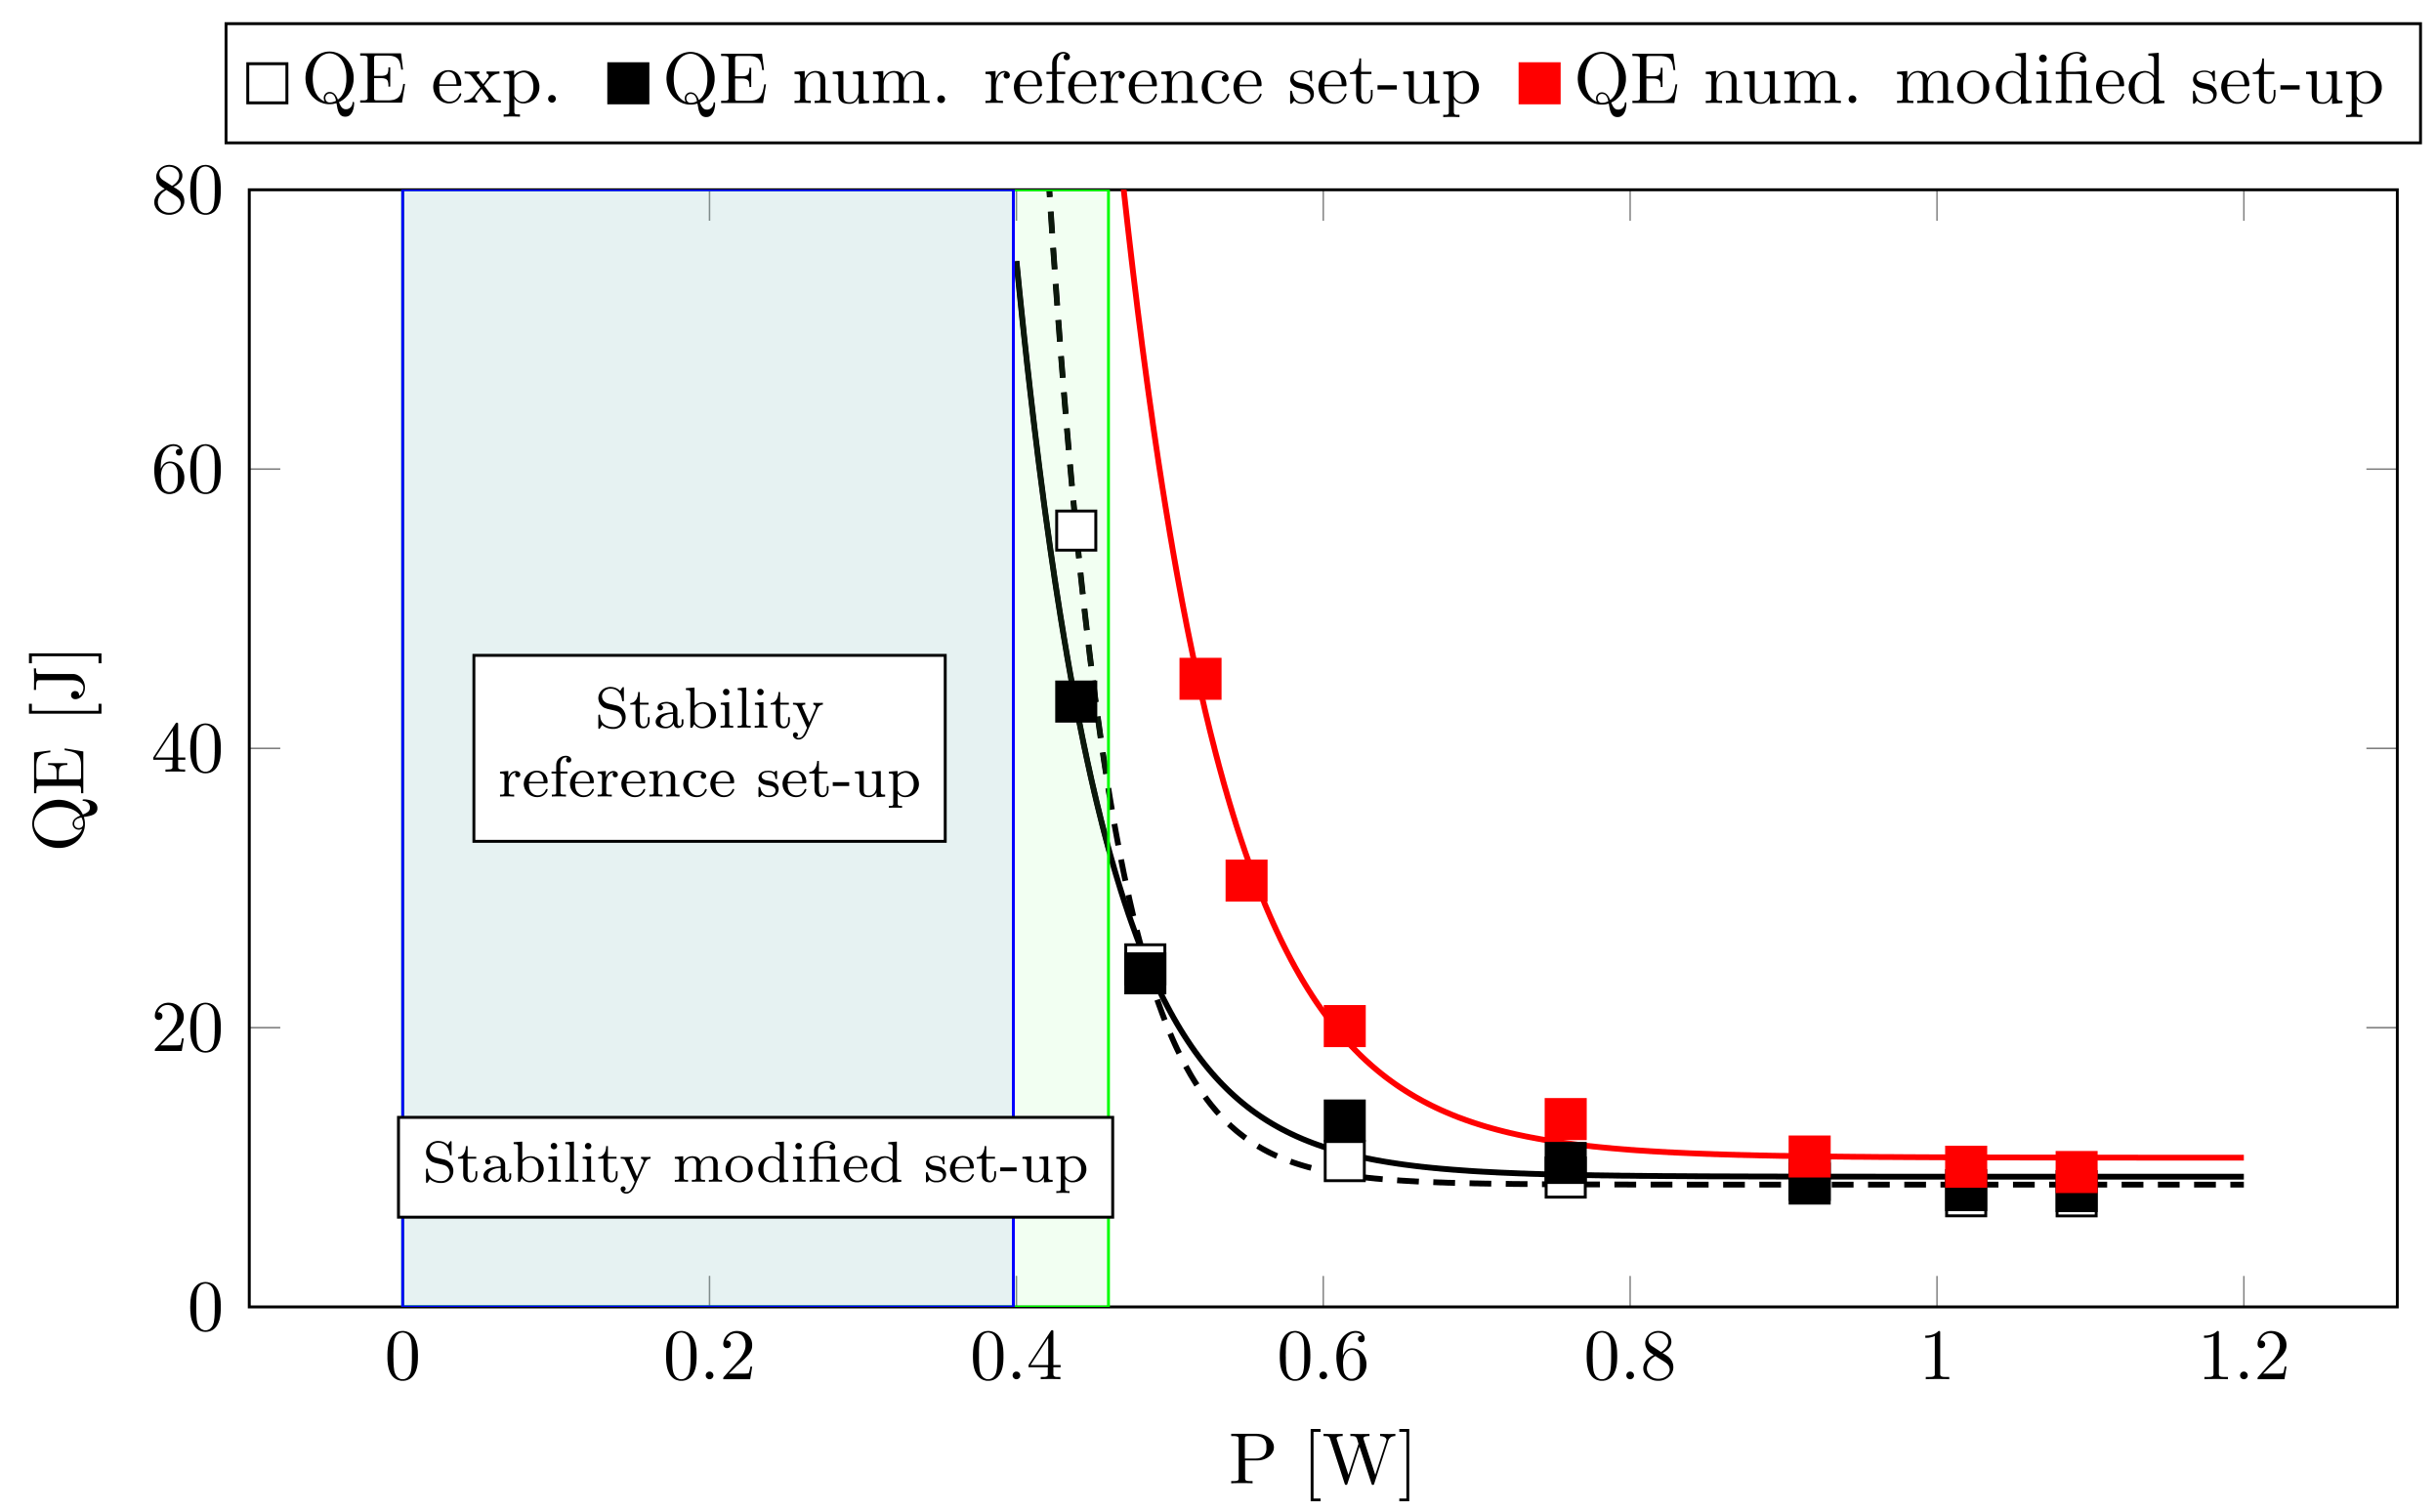 QE exp. QE num. reference set-up QE num. modified set-up
80
60
40
20
0
QE [J]
Stability
reference set-up
Stability modified set-up
0 0.2 0.4 0.6 0.8 1 1.2
P [W]